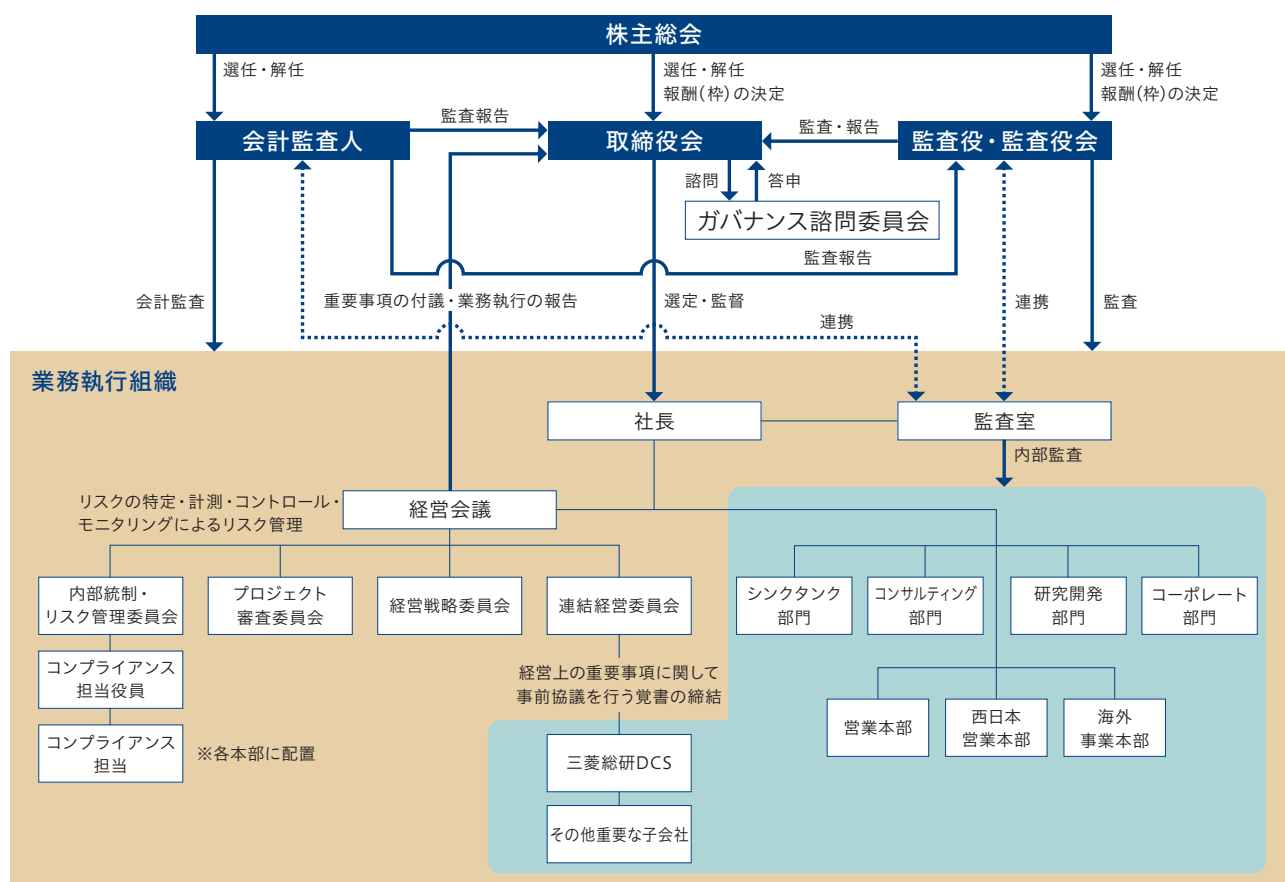 株主総会
選任・解任
選任・解任
報酬(枠)の決定
選任・解任
報酬(枠)の決定
監査報告
監査・報告
会計監査人
取締役会
監査役・監査役会
諮問
答申
ガバナンス諮問委員会
監査報告
会計監査
重要事項の付議・業務執行の報告
選定・監督
連携
連携
監査
業務執行組織
社長
監査室
内部監査
リスクの特定・計測・コントロール・
モニタリングによるリスク管理
経営会議
内部統制・
リスク管理委員会
プロジェクト
審査委員会
経営戦略委員会
連結経営委員会
シンクタンク
部門
コンサルティング
部門
研究開発
部門
コーポレート
部門
コンプライアンス
担当役員
経営上の重要事項に関して
事前協議を行う覚書の締結
営業本部
西日本
営業本部
海外
事業本部
コンプライアンス
担当
※各本部に配置
三菱総研DCS
その他重要な子会社